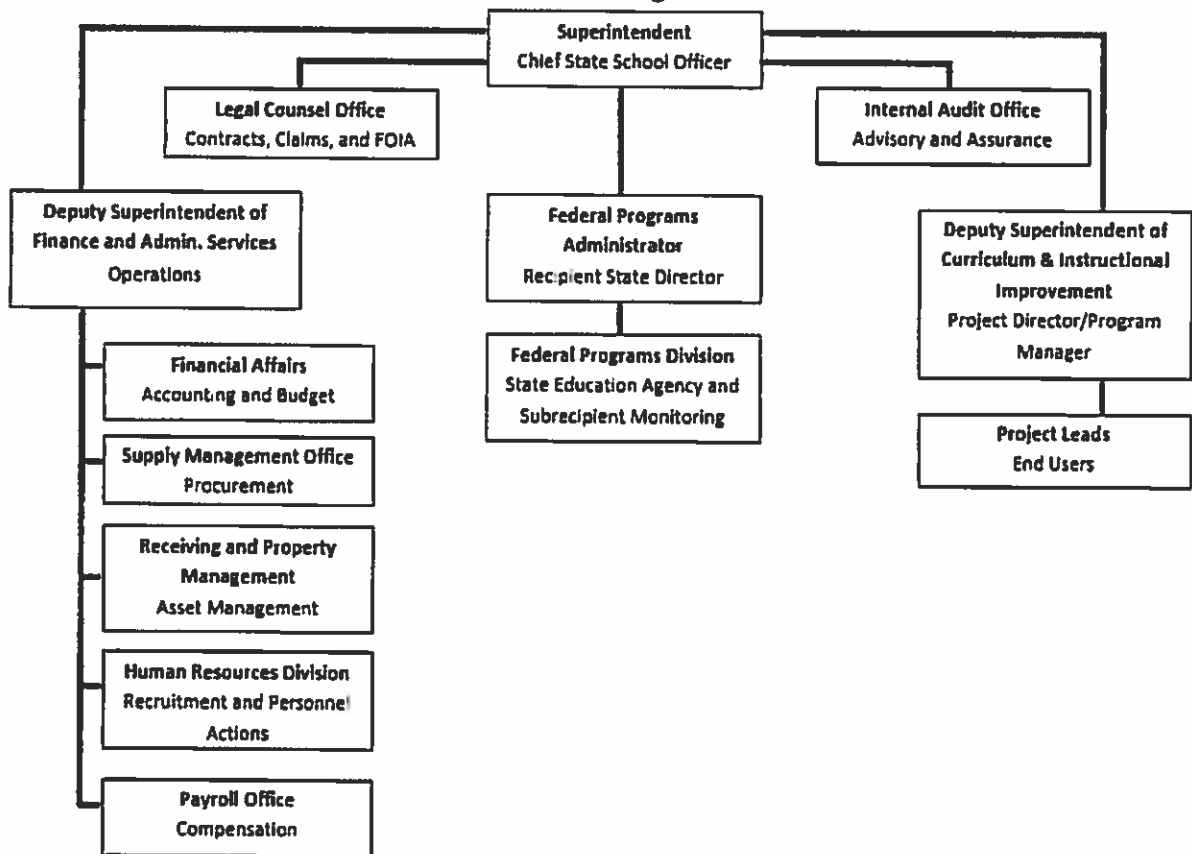 Superintendent
Chief State School Officer
Legal Counsel Office
Contracts, Claims, and FOIA
Internal Audit Office
Advisory and Assurance
Deputy Superintendent of
Finance and Admin. Services
Operations
Federal Programs
Administrator
Recipient State Director
Deputy Superintendent of
Curriculum & Instructional
Improvement
Project Director/Program
Manager
Federal Programs Division
State Education Agency and
Subrecipient Monitoring
Project Leads
End Users
Financial Affairs
Accounting and Budget
Supply Management Office
Procurement
Receiving and Property
Management
Asset Management
Human Resources Division
Recruitment and Personnel
Actions
Payroll Office
Compensation